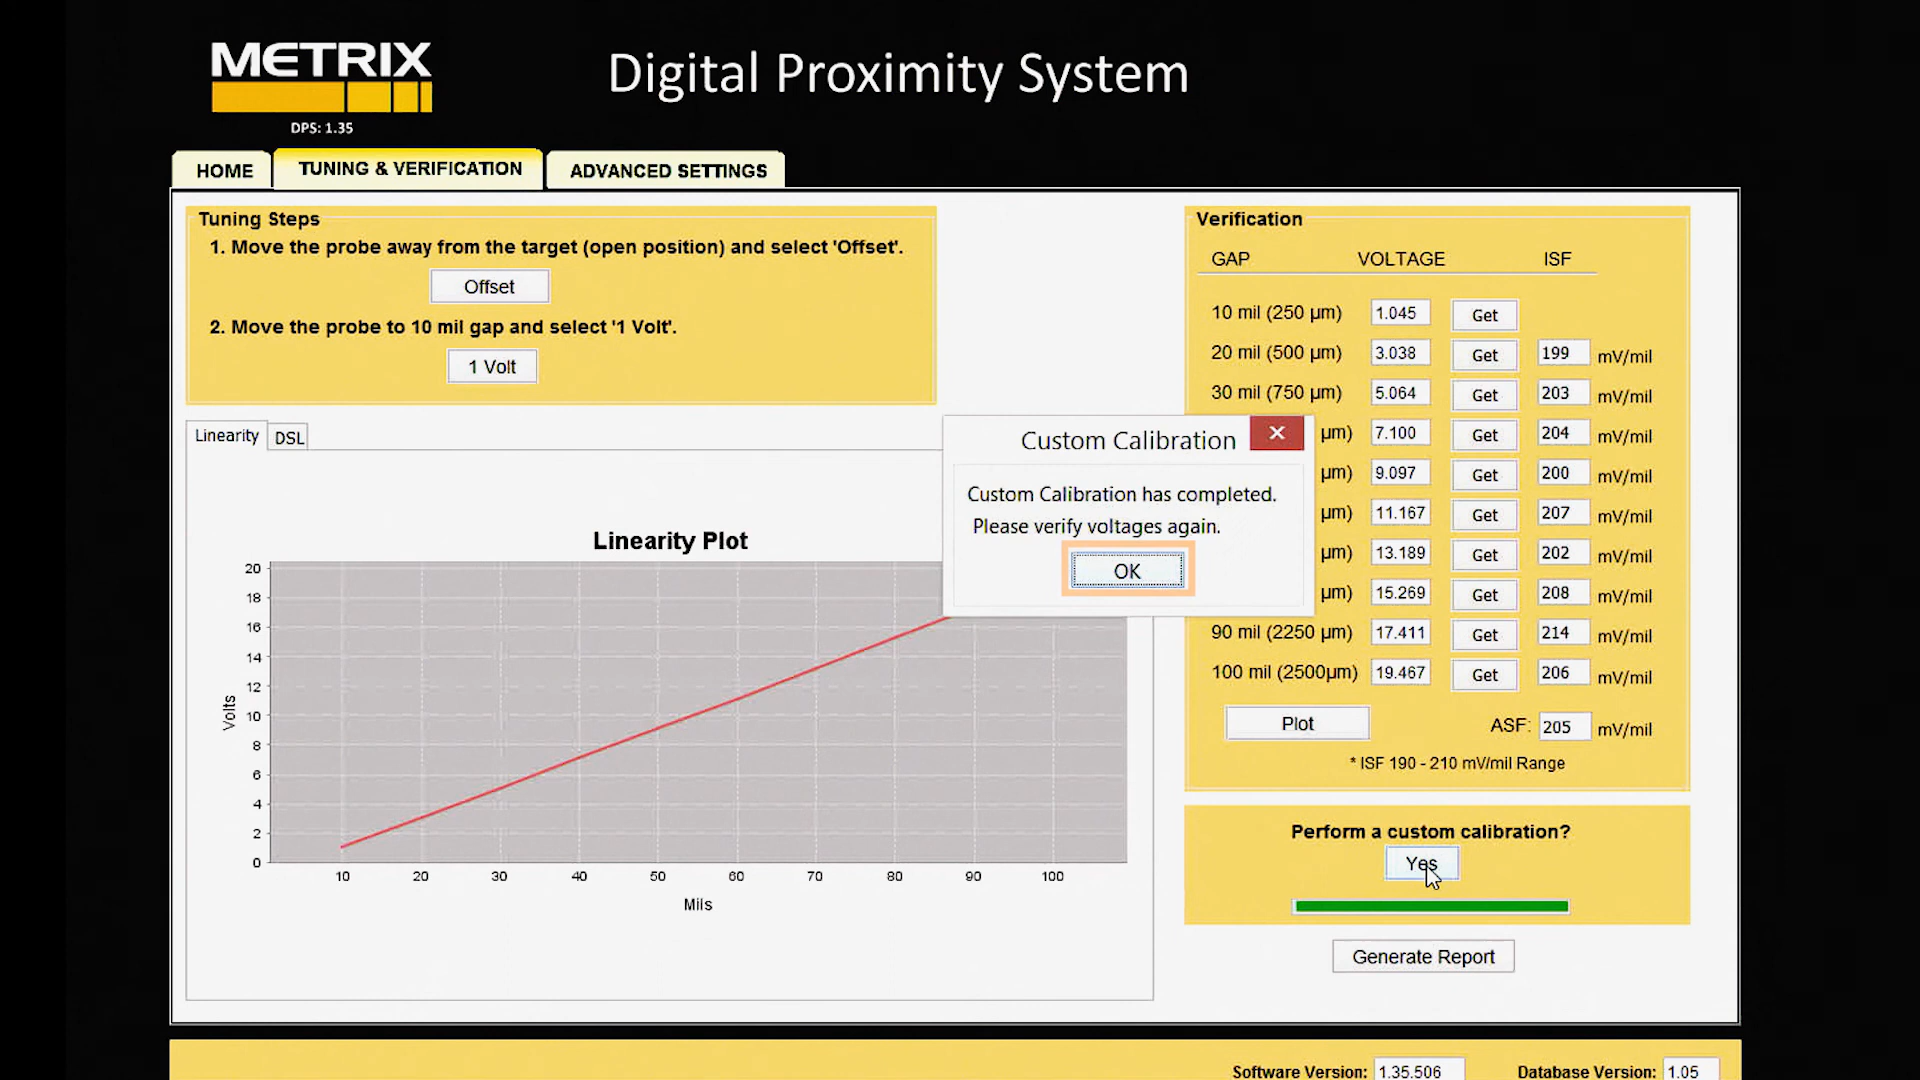 METRIX
DPS: 1.35
Digital Proximity System
HOME
TUNING & VERIFICATION
ADVANCED SETTINGS
Tuning Steps
1. Move the probe away from the target (open position) and select 'Offset'.
Offset
2. Move the probe to 10 mil gap and select '1 Volt'.
1 Volt
Linearity
DSL
Linearity Plot
20
18
16
14
12
10
8
6
4
2
0
Volts
10 20 30 40 50 60 70 80 90 100
Mils
Custom Calibration
Custom Calibration has completed.
Please verify voltages again.
OK
Verification
GAP VOLTAGE ISF
10 mil (250 µm) 1.045 Get
20 mil (500 µm) 3.038 Get 199 mV/mil
30 mil (750 µm) 5.064 Get 203 mV/mil
µm) 7.100 Get 204 mV/mil
µm) 9.097 Get 200 mV/mil
µm) 11.167 Get 207 mV/mil
µm) 13.189 Get 202 mV/mil
µm) 15.269 Get 208 mV/mil
90 mil (2250 µm) 17.411 Get 214 mV/mil
100 mil (2500µm) 19.467 Get 206 mV/mil
Plot
ASF: 205 mV/mil
* ISF 190 - 210 mV/mil Range
Perform a custom calibration?
Yes
Generate Report
Software Version: 1.35.506
Database Version: 1.05